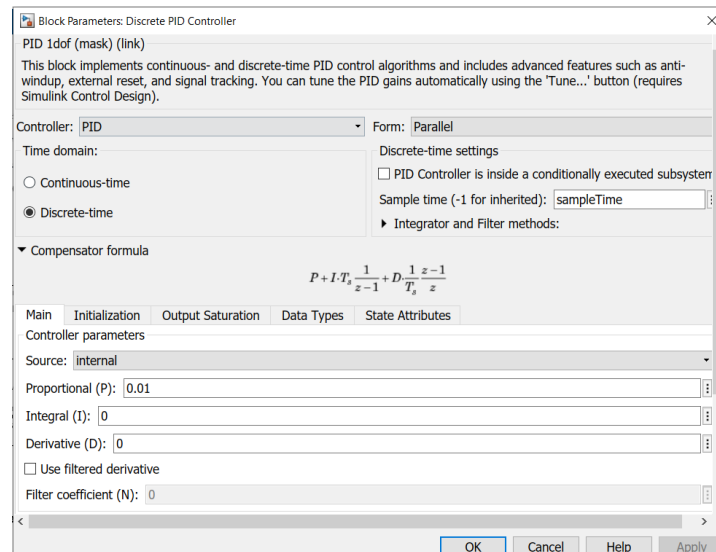 Block Parameters: Discrete PID Controller
PID 1dof (mask) (link)
This block implements continuous- and discrete-time PID control algorithms and includes advanced features such as anti-
windup, external reset, and signal tracking. You can tune the PID gains automatically using the 'Tune...' button (requires
Simulink Control Design).
Controller: PID
Form: Parallel
Time domain:
Continuous-time
Discrete-time
Discrete-time settings
PID Controller is inside a conditionally executed subsystem
Sample time (-1 for inherited): sampleTime
Integrator and Filter methods:
Compensator formula
P + I·T_s 1/(z−1) + D·1/T_s (z−1)/z
Main Initialization Output Saturation Data Types State Attributes
Controller parameters
Source: internal
Proportional (P): 0.01
Integral (I): 0
Derivative (D): 0
Use filtered derivative
Filter coefficient (N): 0
OK Cancel Help Apply